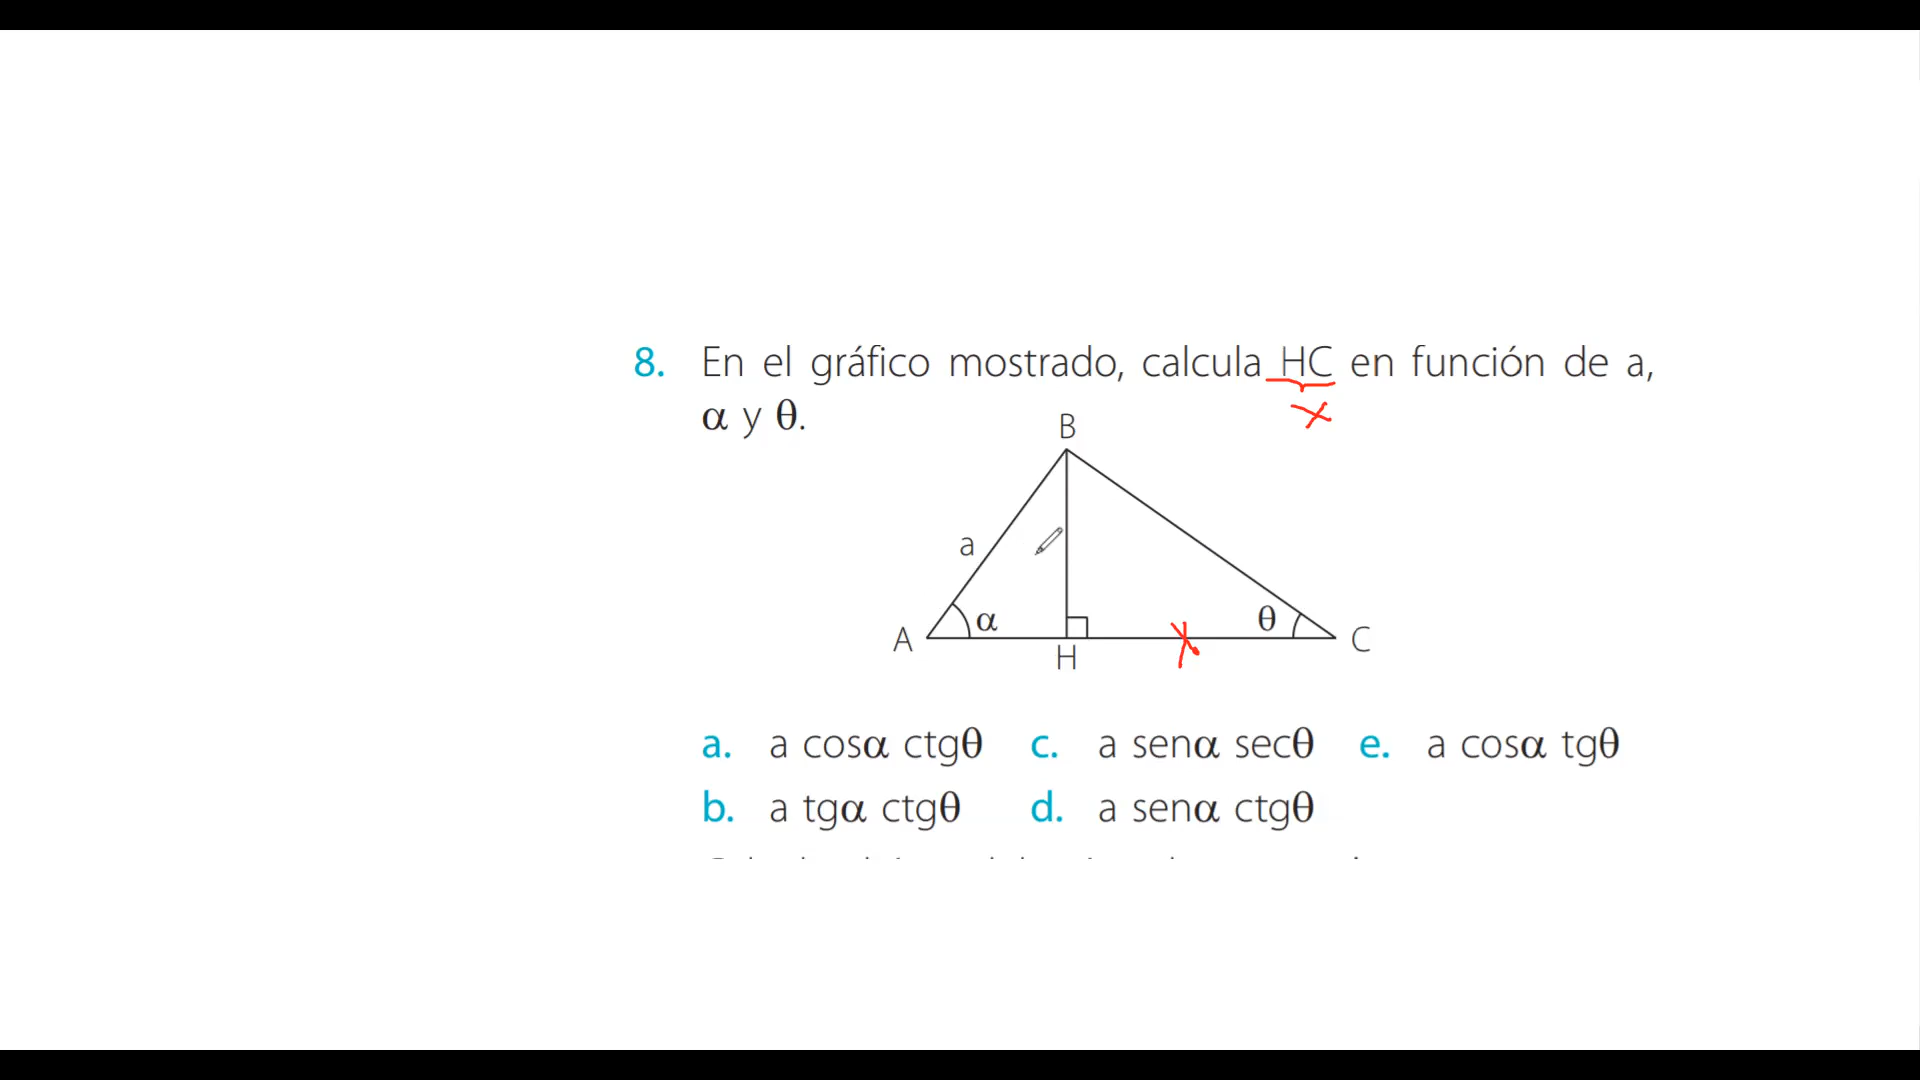 8. En el gráfico mostrado, calcula HC en función de a,
α y θ.
x
B
a
A α H x θ C
a. a cosα ctgθ c. a senα secθ e. a cosα tgθ
b. a tgα ctgθ d. a senα ctgθ